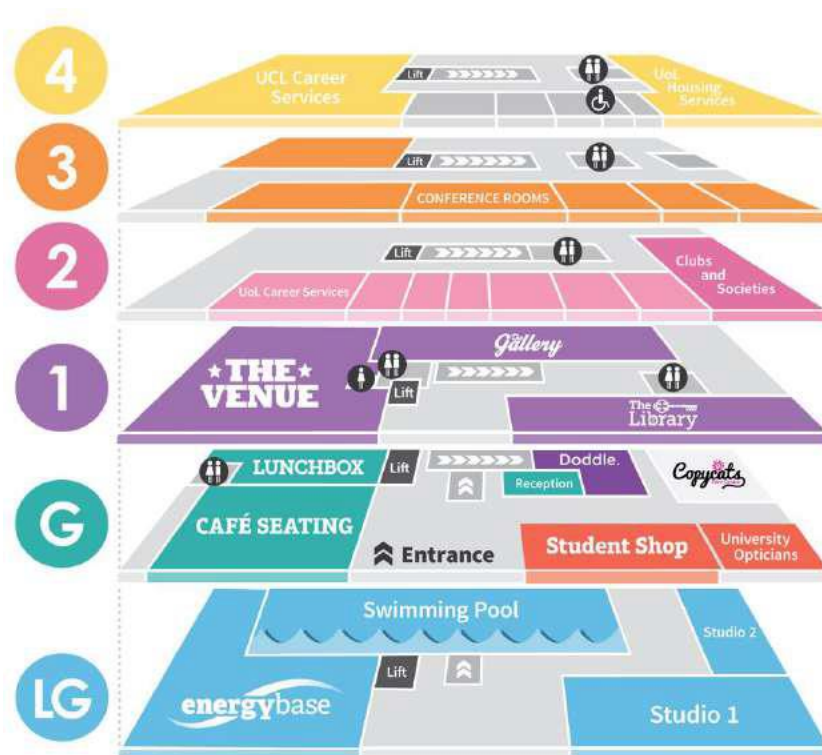 4
UCL Career
Services
Lift
UoL
Housing
Services
3
Lift
CONFERENCE ROOMS
2
Lift
UoL Career Services
Clubs
and
Societies
1
THE
VENUE
Lift
the
gallery
The
Library
G
LUNCHBOX
Lift
Doddle.
Reception
Copycats
CAFÉ SEATING
Entrance
Student Shop
University
Opticians
LG
Swimming Pool
Lift
energybase
Studio 2
Studio 1